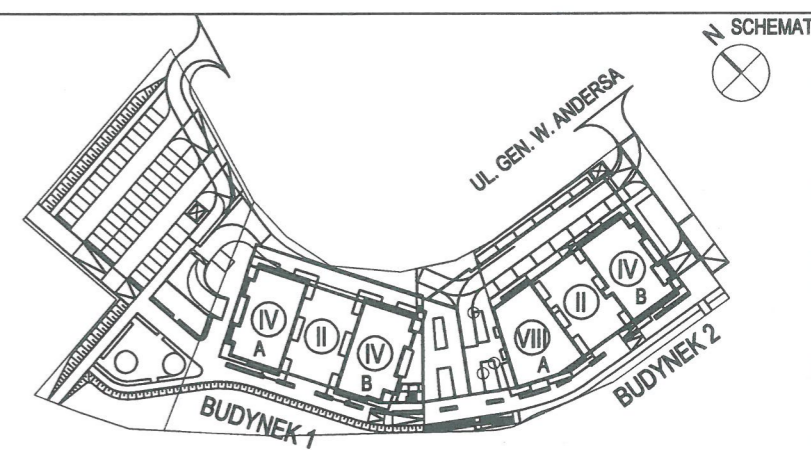 N SCHEMAT
UL. GEN. W. ANDERSA
IV
A
II
IV
B
VIII
A
II
IV
B
BUDYNEK 1
BUDYNEK 2